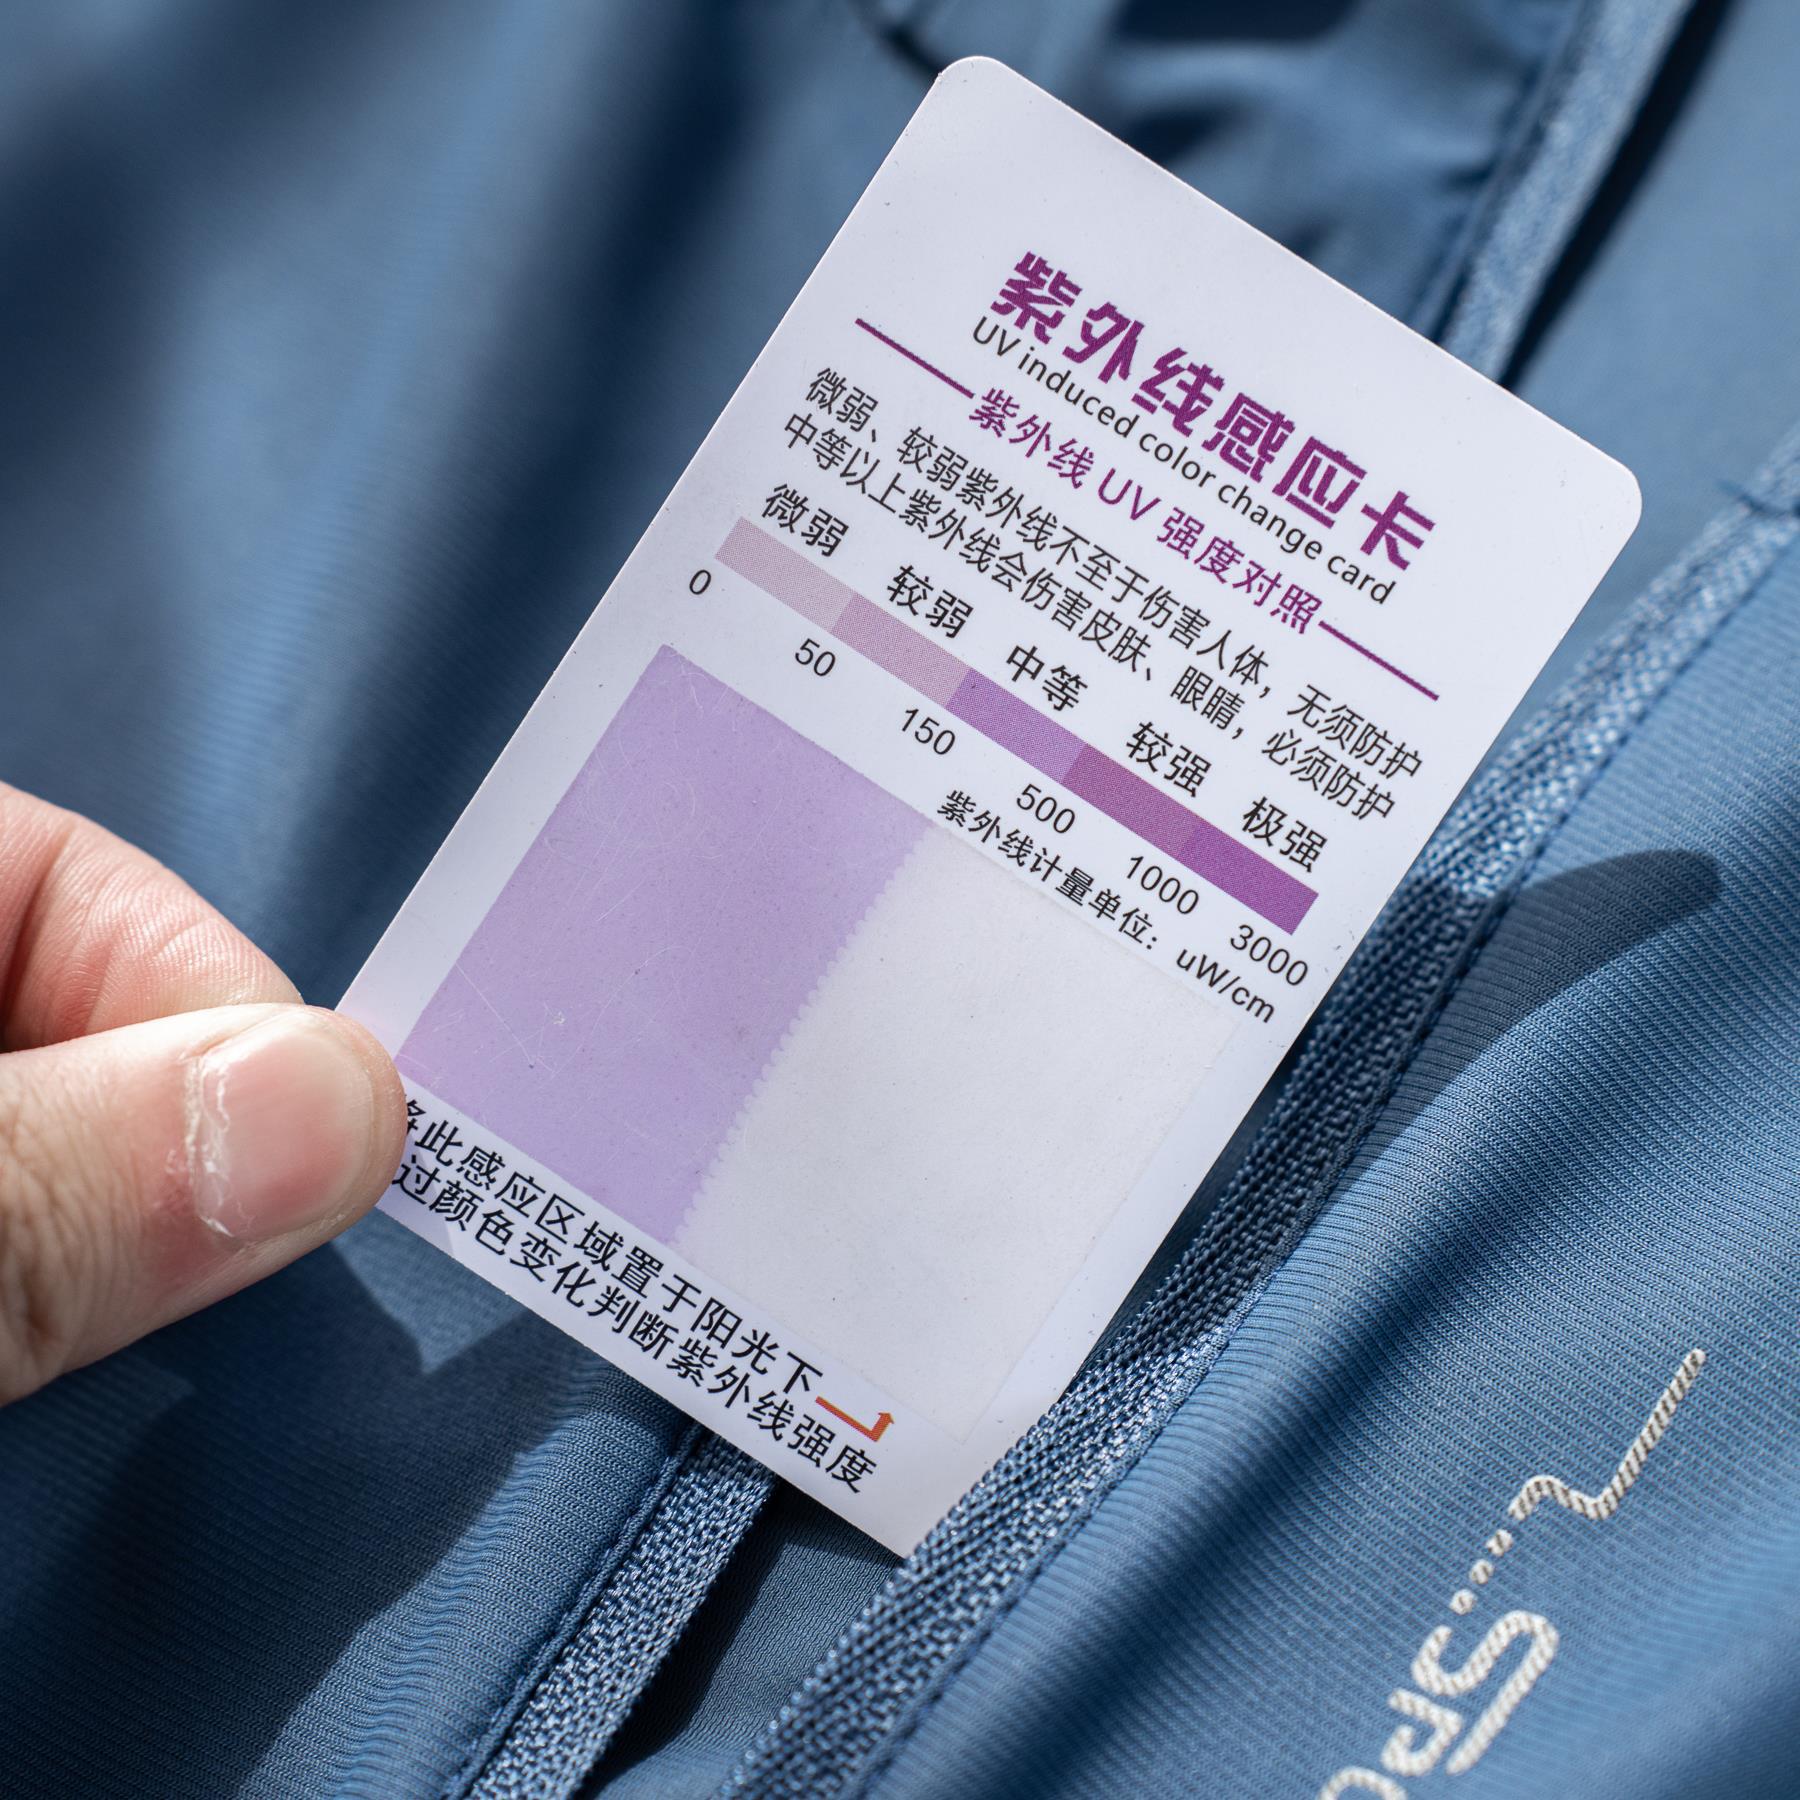 紫外线感应卡
UV induced color change card
紫外线 UV 强度对照
微弱、较弱紫外线不至于伤害人体，无须防护
中等以上紫外线会伤害皮肤、眼睛，必须防护
微弱 较弱 中等 较强 极强
0 50 150 500 1000 3000
紫外线计量单位: uW/cm
此感应区域置于阳光下
过颜色变化判断紫外线强度